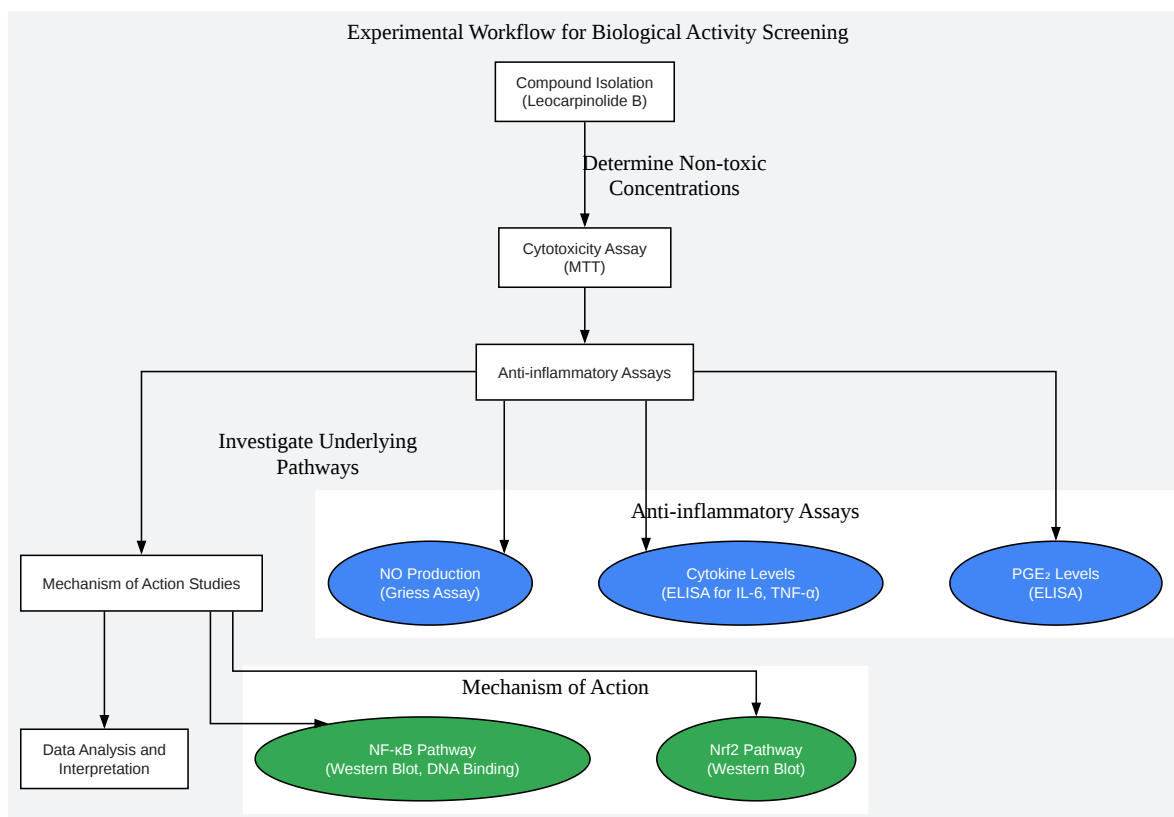 Experimental Workflow for Biological Activity Screening
Compound Isolation
(Leocarpinolide B)
Determine Non-toxic
Concentrations
Cytotoxicity Assay
(MTT)
Anti-inflammatory Assays
Investigate Underlying
Pathways
Anti-inflammatory Assays
Mechanism of Action Studies
NO Production
(Griess Assay)
Cytokine Levels
(ELISA for IL-6, TNF-α)
PGE₂ Levels
(ELISA)
Mechanism of Action
Data Analysis and
Interpretation
NF-κB Pathway
(Western Blot, DNA Binding)
Nrf2 Pathway
(Western Blot)